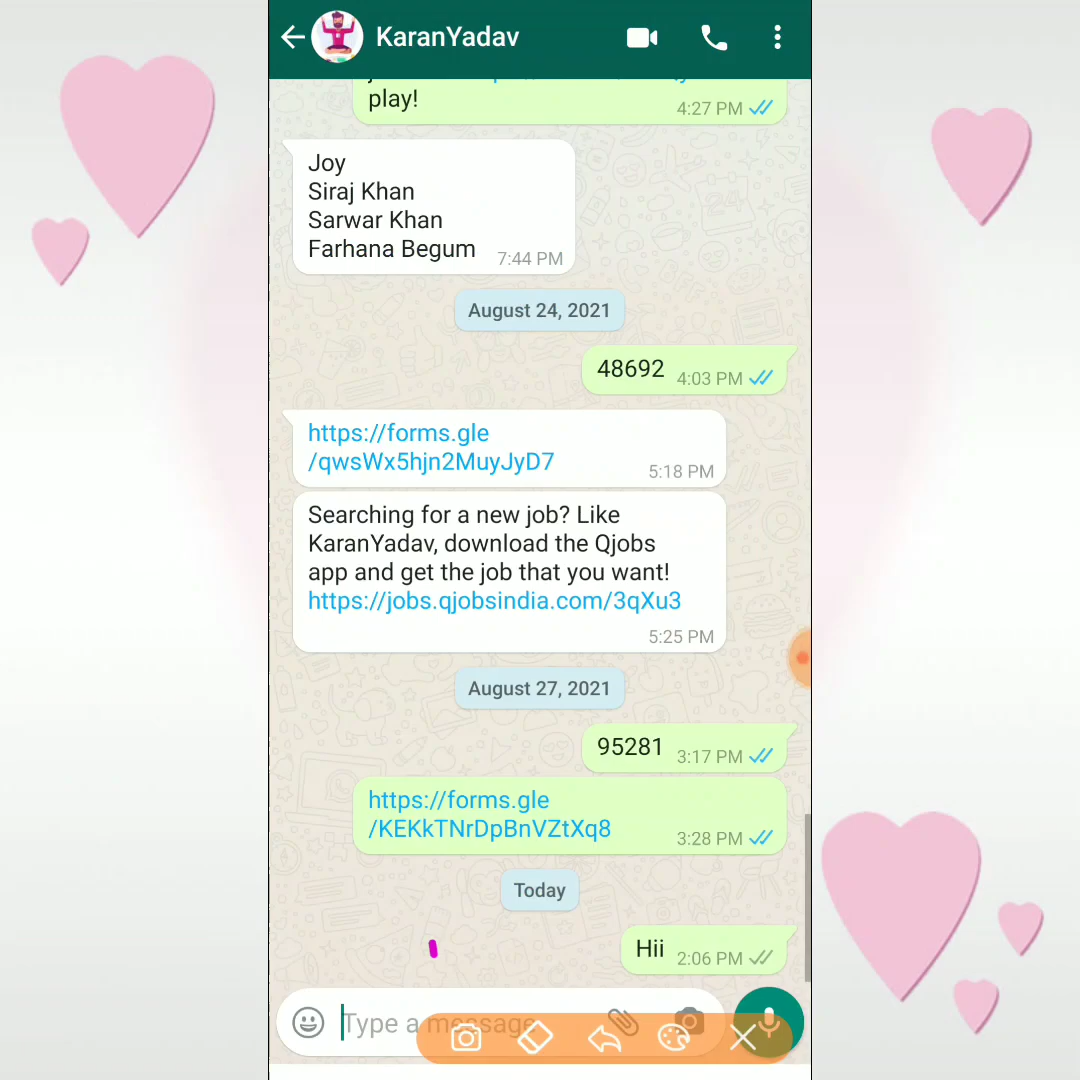 KaranYadav
play!
4:27 PM
Joy
Siraj Khan
Sarwar Khan
Farhana Begum
7:44 PM
August 24, 2021
48692
4:03 PM
https://forms.gle
/qwsWx5hjn2MuyJyD7
5:18 PM
Searching for a new job? Like
KaranYadav, download the Qjobs
app and get the job that you want!
https://jobs.qjobsindia.com/3qXu3
5:25 PM
August 27, 2021
95281
3:17 PM
https://forms.gle
/KEKkTNrDpBnVZtXq8
3:28 PM
Today
Hii
2:06 PM
Type a message